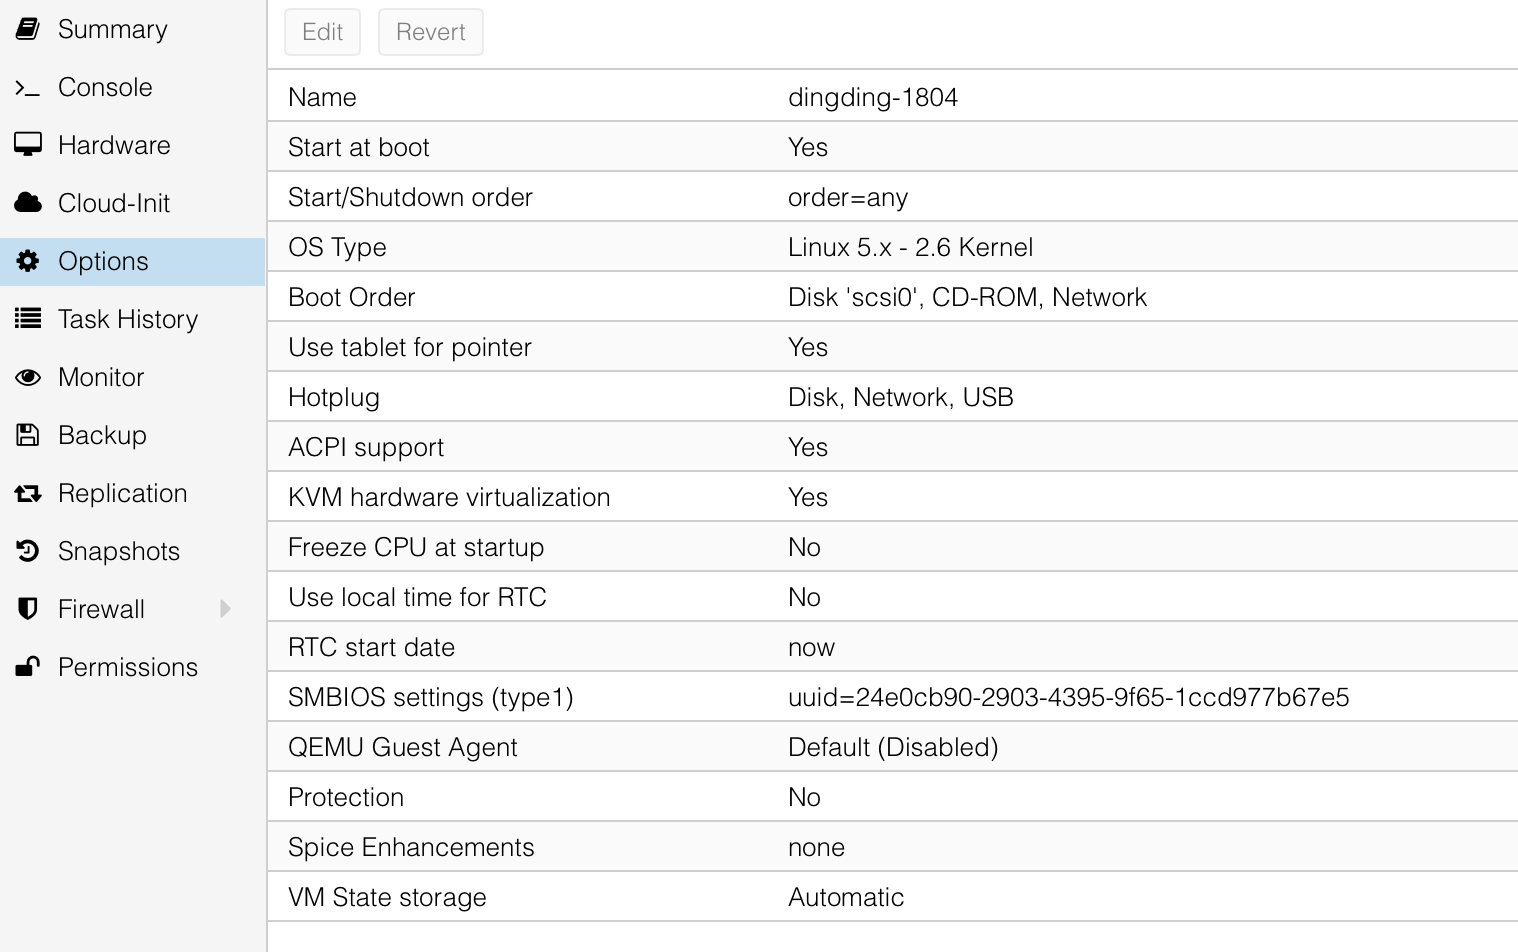 Summary
Console
Hardware
Cloud-Init
Options
Task History
Monitor
Backup
Replication
Snapshots
Firewall
Permissions
Edit Revert
Name dingding-1804
Start at boot Yes
Start/Shutdown order order=any
OS Type Linux 5.x - 2.6 Kernel
Boot Order Disk 'scsi0', CD-ROM, Network
Use tablet for pointer Yes
Hotplug Disk, Network, USB
ACPI support Yes
KVM hardware virtualization Yes
Freeze CPU at startup No
Use local time for RTC No
RTC start date now
SMBIOS settings (type1) uuid=24e0cb90-2903-4395-9f65-1ccd977b67e5
QEMU Guest Agent Default (Disabled)
Protection No
Spice Enhancements none
VM State storage Automatic